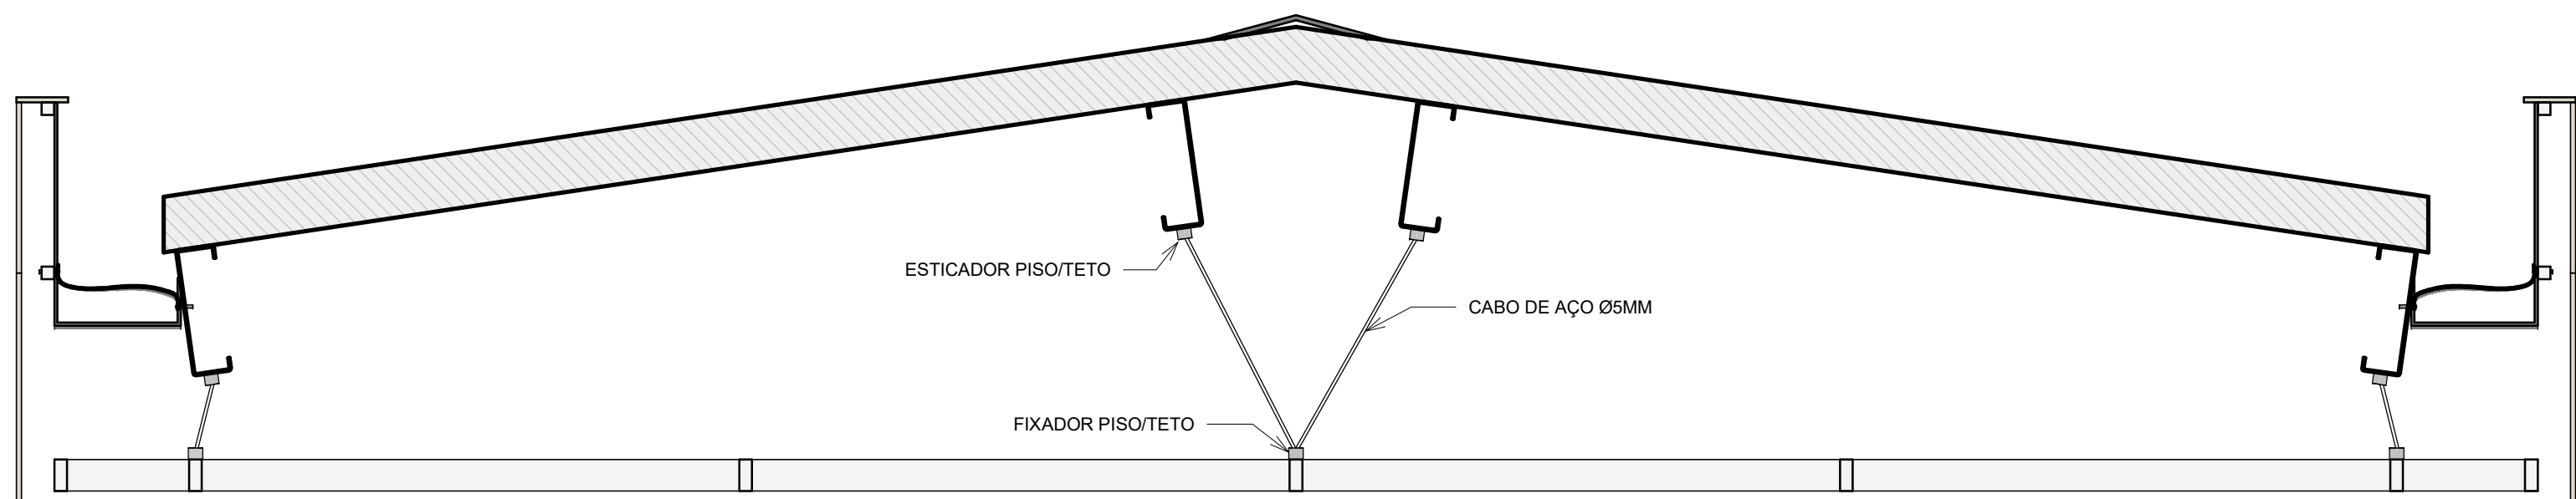 ESTICADOR PISO/TETO
CABO DE AÇO Ø5MM
FIXADOR PISO/TETO